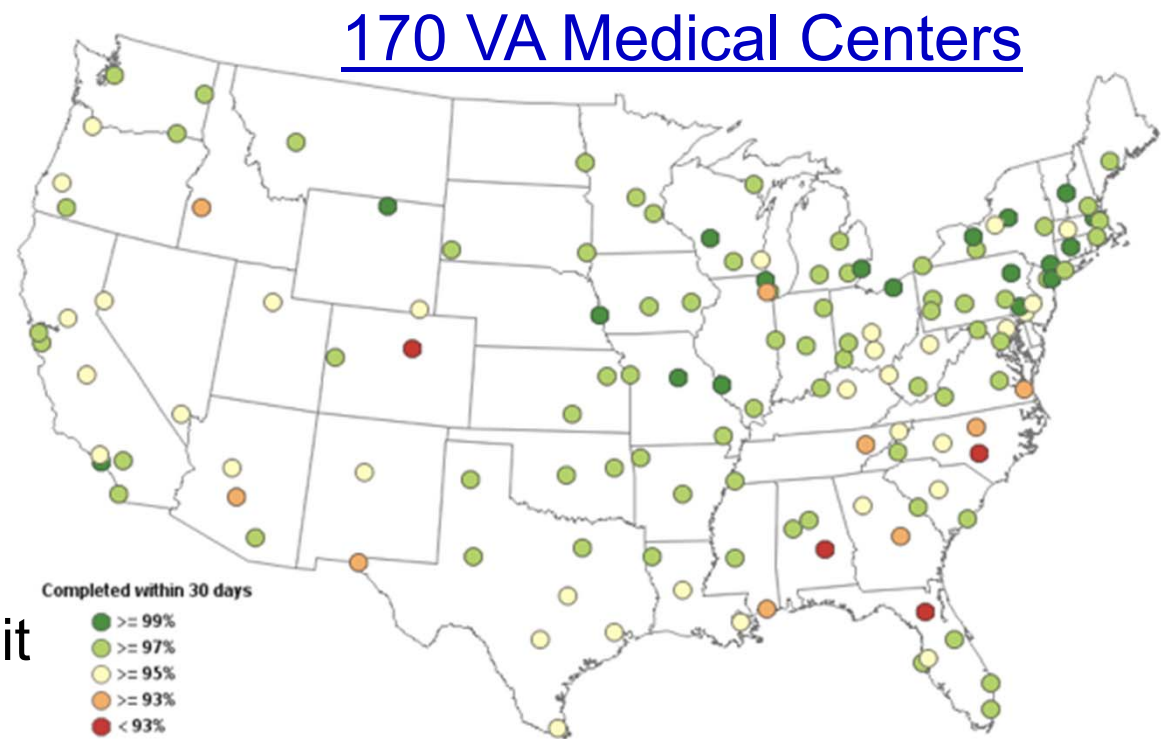 170 VA Medical Centers
Completed within 30 days
>= 99%
it
>= 97%
>= 95%
>= 93%
< 93%